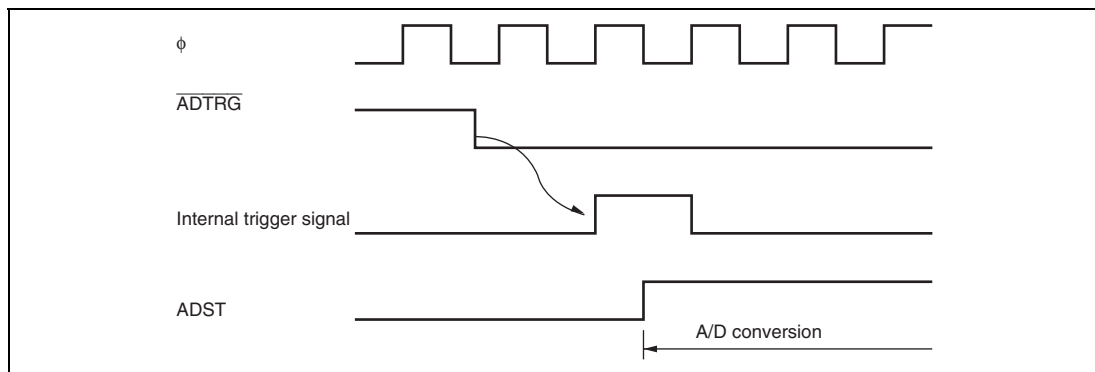 ϕ
ADTRG
Internal trigger signal
ADST
A/D conversion